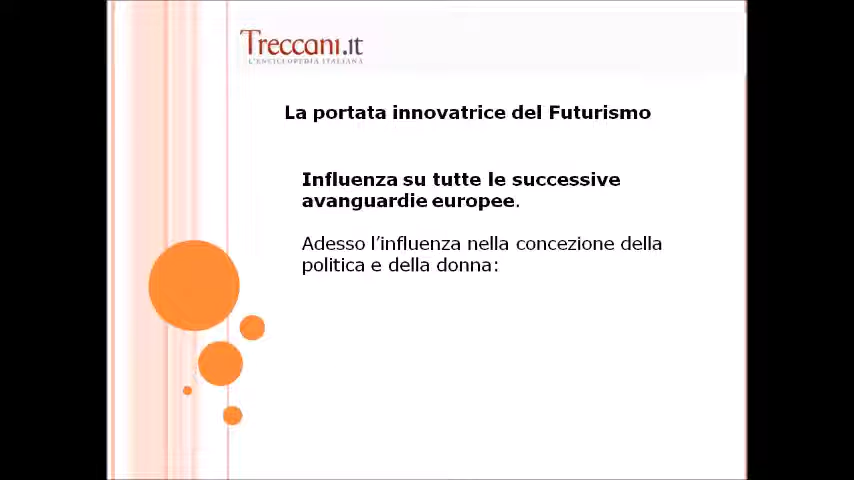 Treccani.it
L'ENCICLOPEDIA ITALIANA
La portata innovatrice del Futurismo
Influenza su tutte le successive
avanguardie europee.
Adesso l'influenza nella concezione della
politica e della donna: